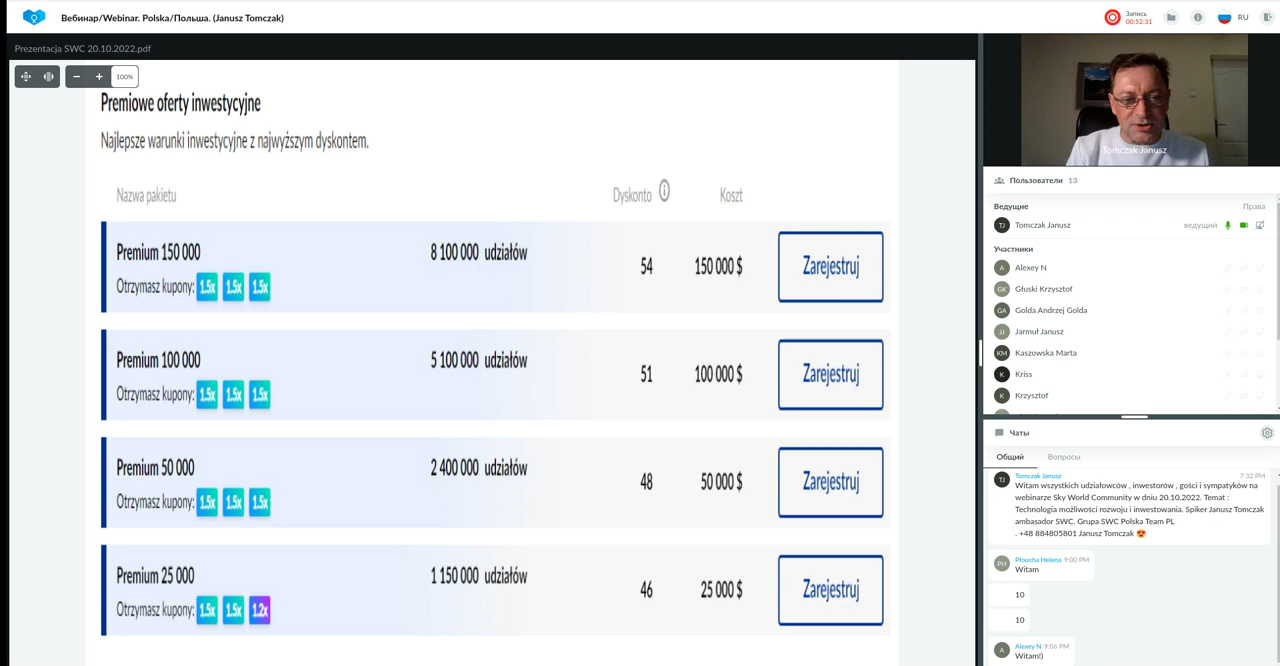 Вебинар/Webinar. Polska/Польша. (Janusz Tomczak)
Запись
00:52:31
RU
Prezentacja SWC 20.10.2022.pdf
100%
Premiowe oferty inwestycyjne
Najlepsze warunki inwestycyjne z najwyższym dyskontem.
Nazwa pakietu Dyskonto Koszt
Premium 150 000 8 100 000 udziałów 54 150 000 $ Zarejestruj
Otrzymasz kupony: 1.5x 1.5x 1.5x
Premium 100 000 5 100 000 udziałów 51 100 000 $ Zarejestruj
Otrzymasz kupony: 1.5x 1.5x 1.5x
Premium 50 000 2 400 000 udziałów 48 50 000 $ Zarejestruj
Otrzymasz kupony: 1.5x 1.5x 1.5x
Premium 25 000 1 150 000 udziałów 46 25 000 $ Zarejestruj
Otrzymasz kupony: 1.5x 1.5x 1.2x
Tomczak Janusz
Пользователи 13
Ведущие Права
TJ Tomczak Janusz ведущий
Участники
A Alexey N
GK Głuski Krzysztof
GA Golda Andrzej Golda
JJ Jarmuł Janusz
KM Kaszowska Marta
K Kriss
K Krzysztof
Чаты
Общий Вопросы
TJ Tomczak Janusz 7:32 PM
Witam wszystkich udziałowców , inwestorów , gości i sympatyków na
webinarze Sky World Community w dniu 20.10.2022. Temat :
Technologia możliwości rozwoju i inwestowania. Spiker Janusz Tomczak
ambasador SWC. Grupa SWC Polska Team PL
. +48 884805801 Janusz Tomczak 😍
PH Płoucha Helena 9:00 PM
Witam
10
10
A Alexey N 9:06 PM
Witam!)